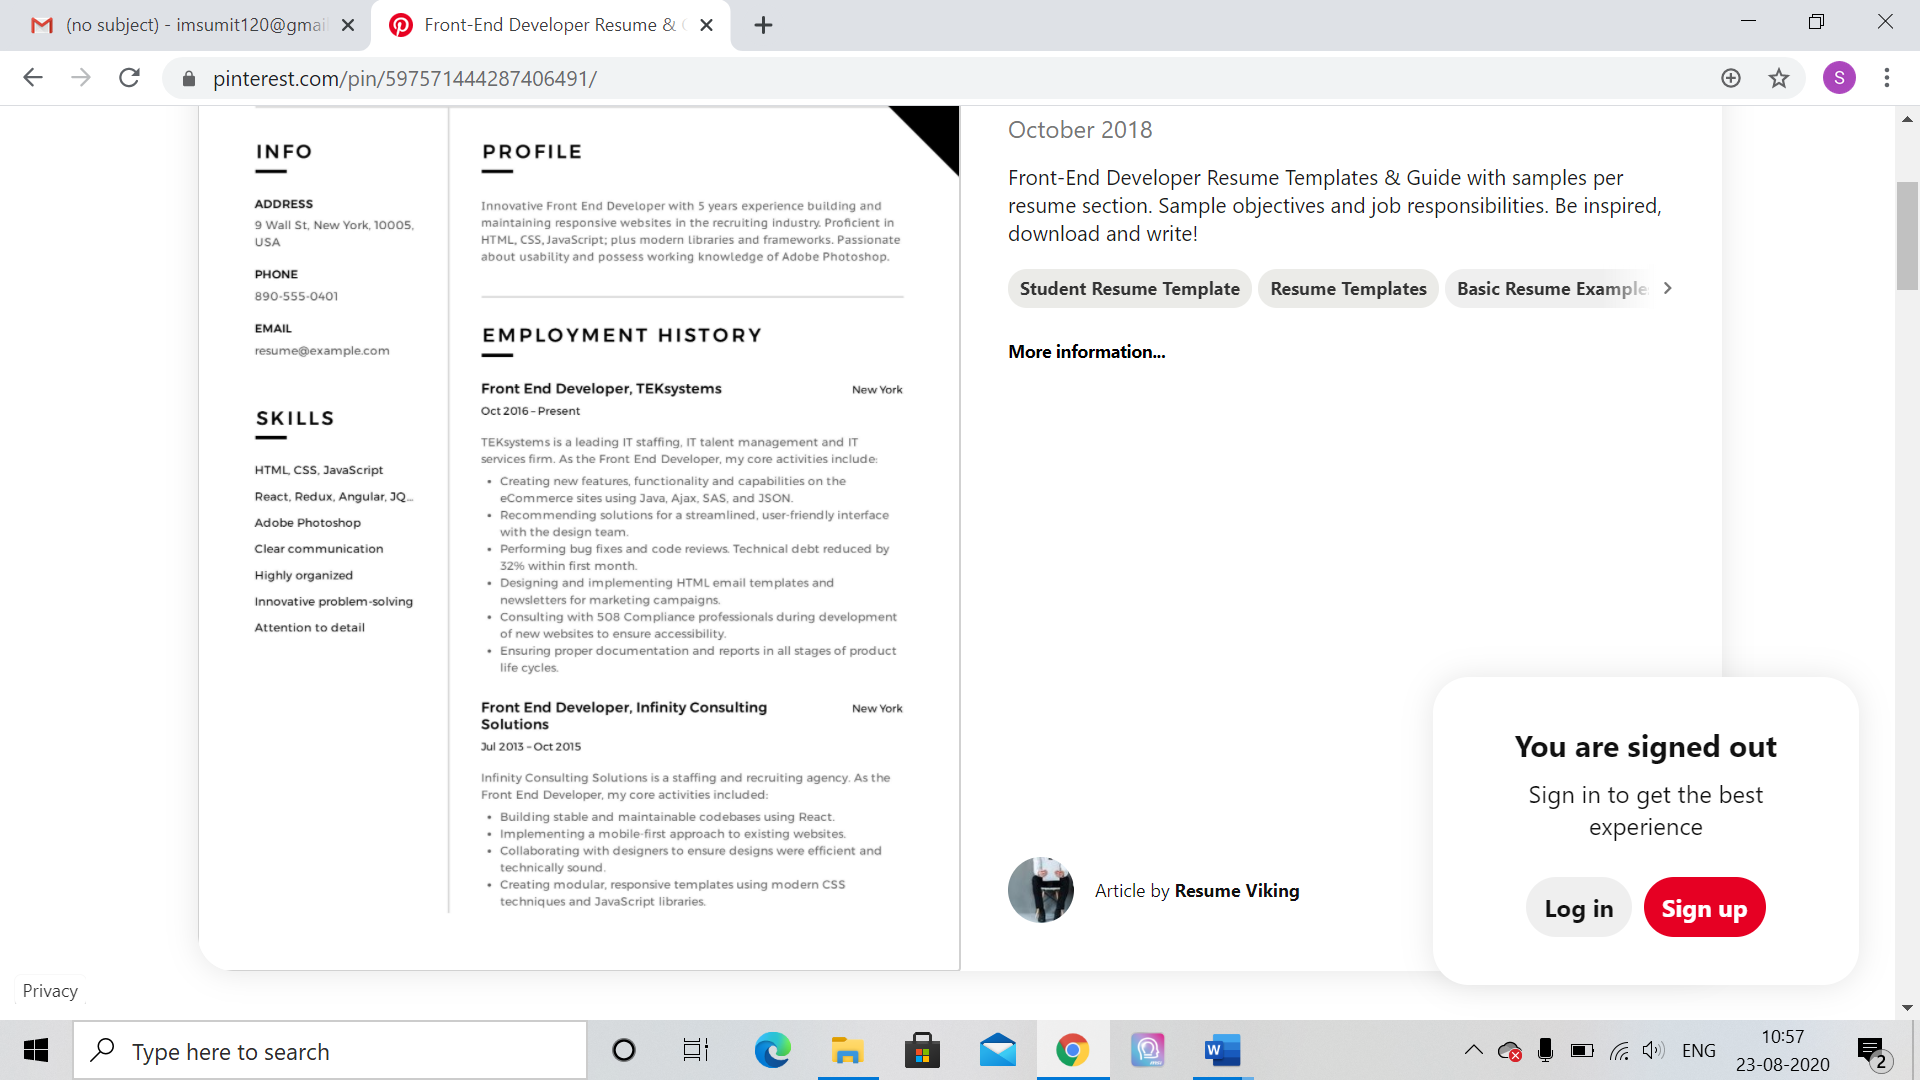 (no subject) - imsumit120@gmai
Front-End Developer Resume &
pinterest.com/pin/597571444287406491/
S
INFO
ADDRESS
9 Wall St, New York, 10005,
USA
PHONE
890-555-0401
EMAIL
resume@example.com
SKILLS
HTML, CSS, JavaScript
React, Redux, Angular, JQ...
Adobe Photoshop
Clear communication
Highly organized
Innovative problem-solving
Attention to detail
PROFILE
Innovative Front End Developer with 5 years experience building and
maintaining responsive websites in the recruiting industry. Proficient in
HTML, CSS, JavaScript; plus modern libraries and frameworks. Passionate
about usability and possess working knowledge of Adobe Photoshop.
EMPLOYMENT HISTORY
Front End Developer, TEKsystems New York
Oct 2016 – Present
TEKsystems is a leading IT staffing, IT talent management and IT
services firm. As the Front End Developer, my core activities include:
• Creating new features, functionality and capabilities on the
eCommerce sites using Java, Ajax, SAS, and JSON.
• Recommending solutions for a streamlined, user-friendly interface
with the design team.
• Performing bug fixes and code reviews. Technical debt reduced by
32% within first month.
• Designing and implementing HTML email templates and
newsletters for marketing campaigns.
• Consulting with 508 Compliance professionals during development
of new websites to ensure accessibility.
• Ensuring proper documentation and reports in all stages of product
life cycles.
Front End Developer, Infinity Consulting New York
Solutions
Jul 2013 – Oct 2015
Infinity Consulting Solutions is a staffing and recruiting agency. As the
Front End Developer, my core activities included:
• Building stable and maintainable codebases using React.
• Implementing a mobile-first approach to existing websites.
• Collaborating with designers to ensure designs were efficient and
technically sound.
• Creating modular, responsive templates using modern CSS
techniques and JavaScript libraries.
October 2018
Front-End Developer Resume Templates & Guide with samples per
resume section. Sample objectives and job responsibilities. Be inspired,
download and write!
Student Resume Template Resume Templates Basic Resume Example
More information...
Article by Resume Viking
You are signed out
Sign in to get the best
experience
Log in Sign up
Privacy
Type here to search
W
ENG
10:57
23-08-2020
2